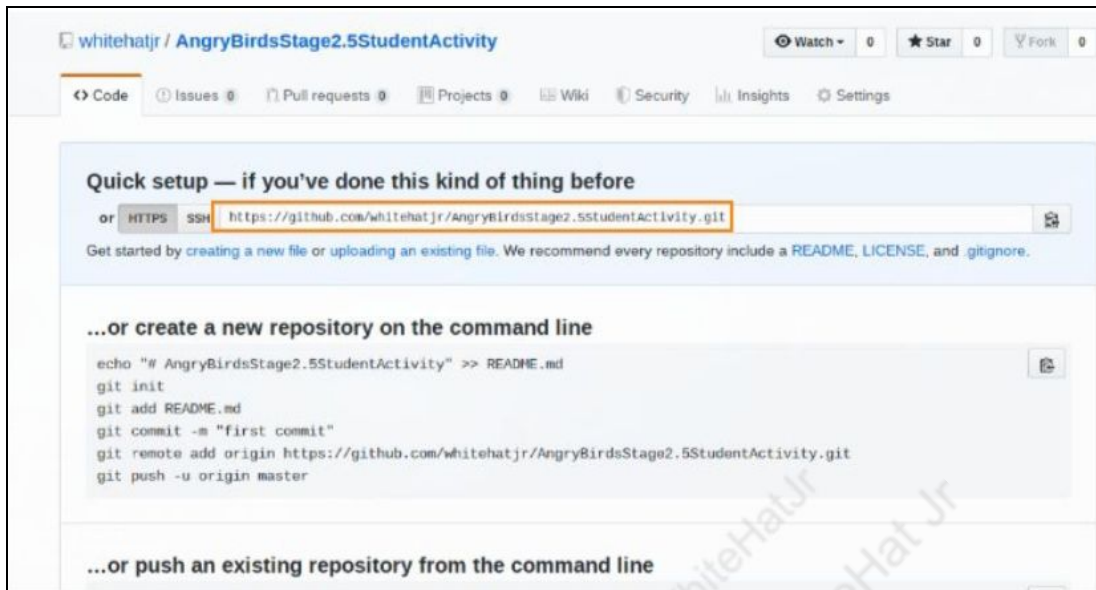 whitehatjr / AngryBirdsStage2.5StudentActivity
Watch 0 Star 0 Fork 0
Code Issues 0 Pull requests 0 Projects 0 Wiki Security Insights Settings
Quick setup — if you've done this kind of thing before
or HTTPS SSH https://github.com/whitehatjr/AngryBirdsStage2.5StudentActivity.git
Get started by creating a new file or uploading an existing file. We recommend every repository include a README, LICENSE, and .gitignore.
...or create a new repository on the command line
echo "# AngryBirdsStage2.5StudentActivity" >> README.md
git init
git add README.md
git commit -m "first commit"
git remote add origin https://github.com/whitehatjr/AngryBirdsStage2.5StudentActivity.git
git push -u origin master
WhiteHat Jr
...or push an existing repository from the command line